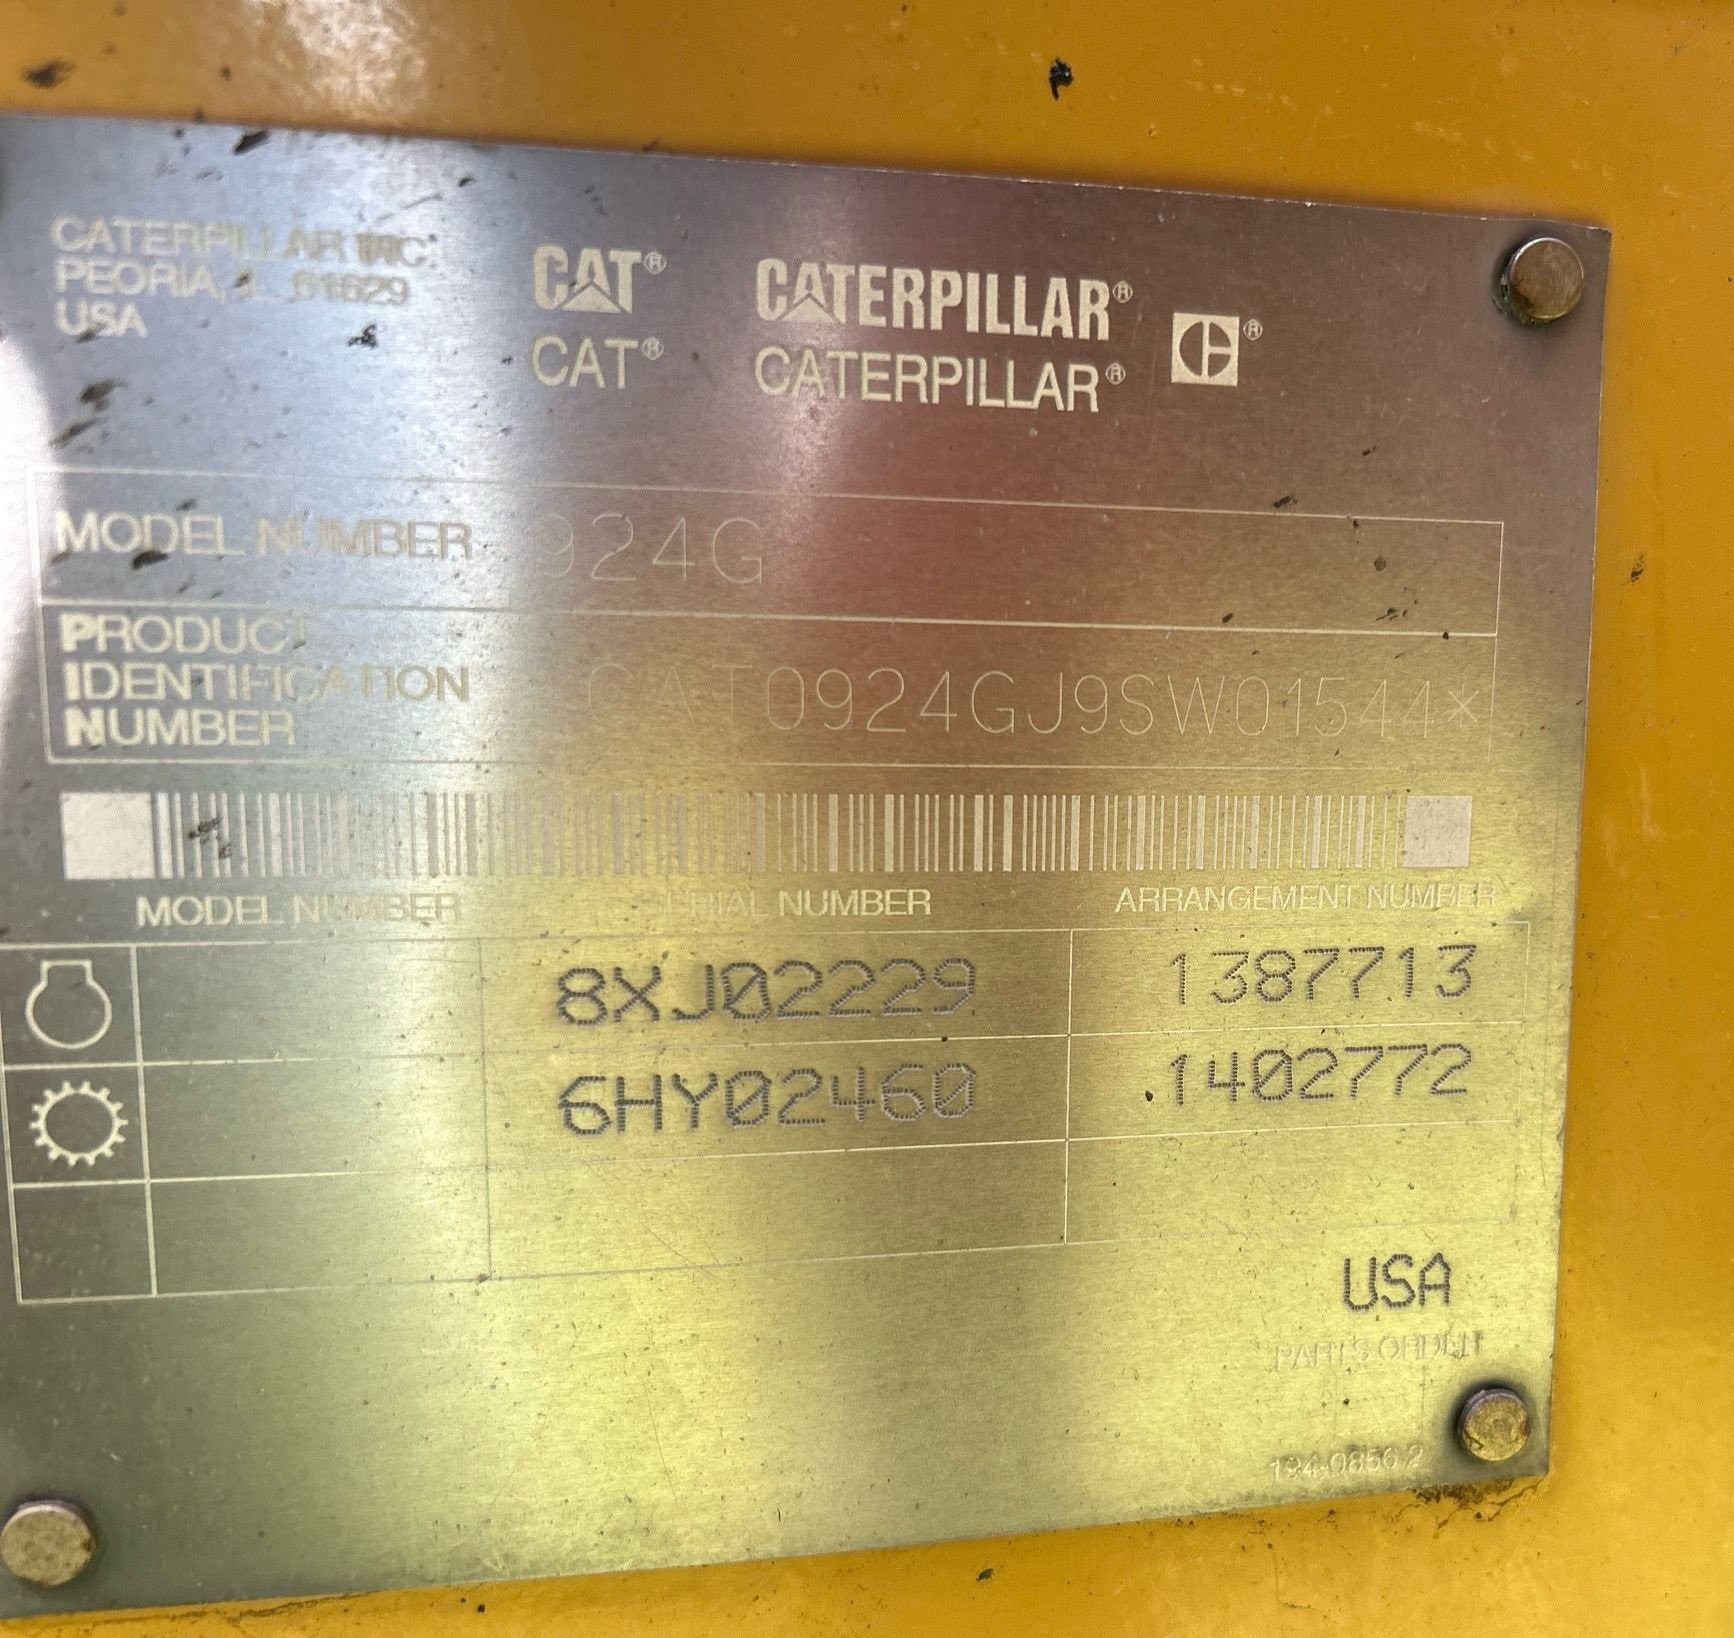 CATERPILLAR INC.
PEORIA, IL 61629
USA
CAT® CATERPILLAR®
CAT® CATERPILLAR®
MODEL NUMBER 924G
PRODUCT
IDENTIFICATION
NUMBER
CAT0924GJ9SW01544*
MODEL NUMBER SERIAL NUMBER ARRANGEMENT NUMBER
8XJ02229 1387713
6HY02460 1402772
USA
PARTS ORDER
194-0856 2